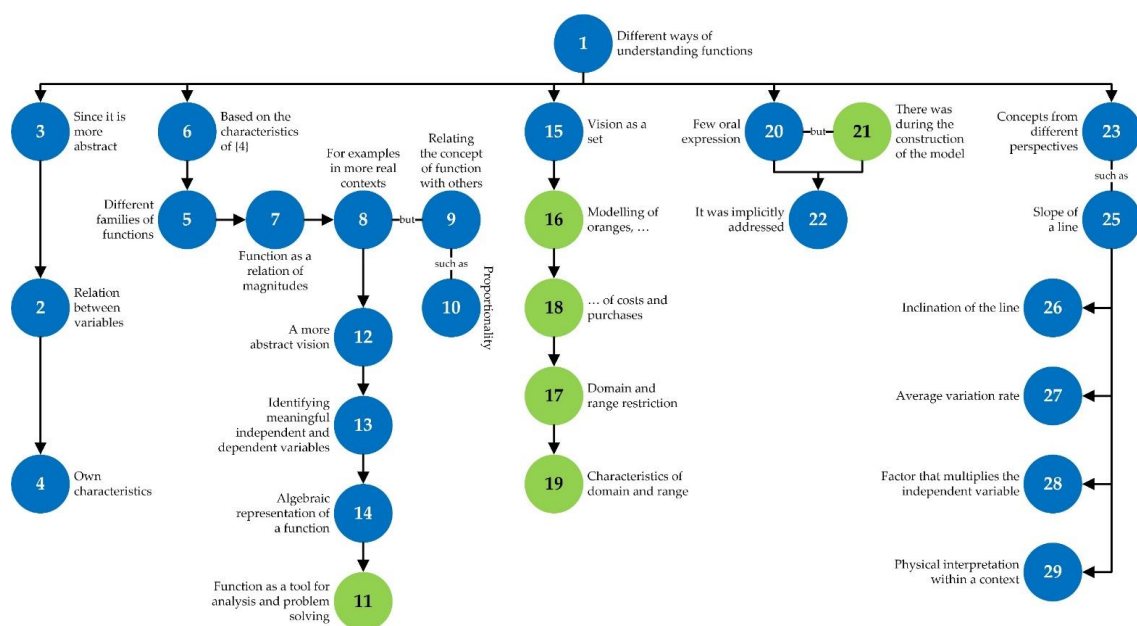 1
Different ways of
understanding functions
3
Since it is
more
abstract
6
Based on the
characteristics
of {4}
15
Vision as a
set
Few oral
expression
20
but
21
There was
during the
construction
of the model
Concepts from
different
perspectives
23
For examples
in more real
contexts
Relating
the concept
of function
with others
such as
Different
families of
functions
5
7
8
but
9
16
Modelling of
oranges, ...
It was implicitly
addressed
22
Slope of
a line
25
Function as a
relation of
magnitudes
such as
2
Relation
between
variables
10
Proportionality
18
... of costs and
purchases
Inclination of the line
26
A more
abstract vision
12
17
Domain and
range restriction
Average variation rate
27
Identifying
meaningful
independent and
dependent variables
13
4
Own
characteristics
19
Characteristics of
domain and range
Factor that multiplies the
independent variable
28
Algebraic
representation of
a function
14
Physical interpretation
within a context
29
Function as a tool for
analysis and problem
solving
11